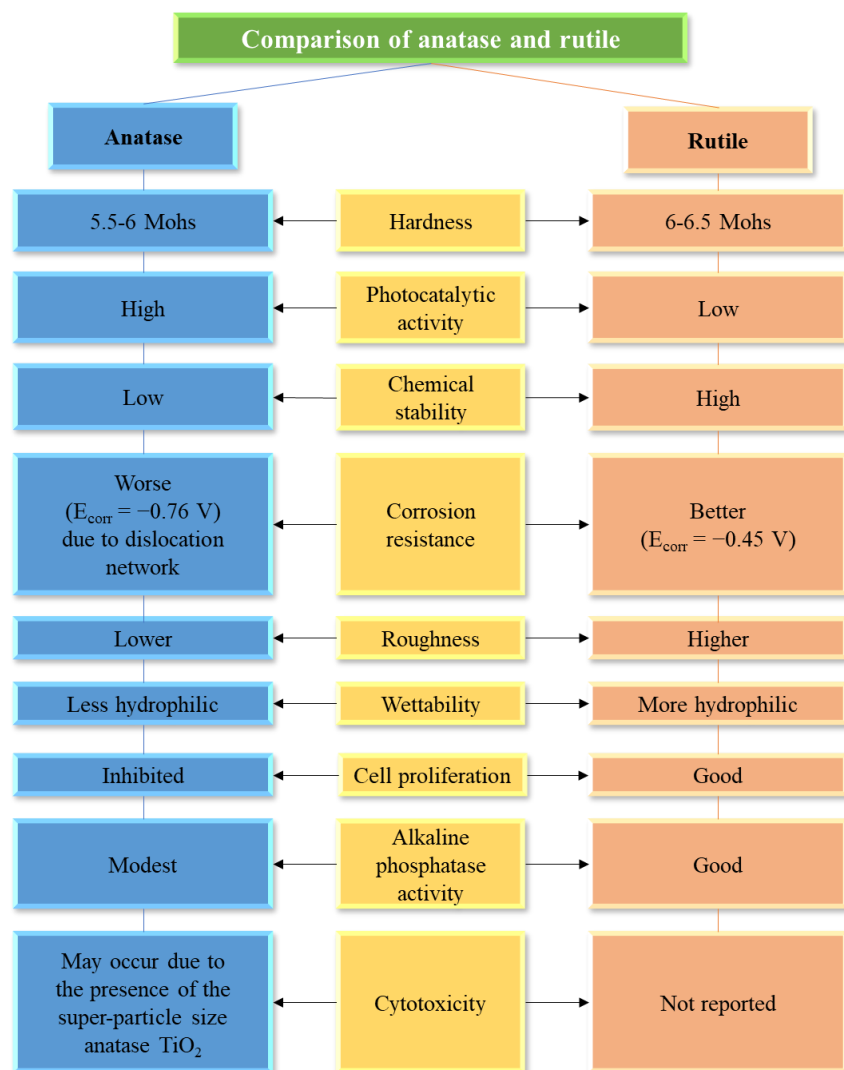 Comparison of anatase and rutile
Anatase
Rutile
5.5-6 Mohs
Hardness
6-6.5 Mohs
High
Photocatalytic
activity
Low
Low
Chemical
stability
High
Worse
(Ecorr = −0.76 V)
due to dislocation
network
Corrosion
resistance
Better
(Ecorr = −0.45 V)
Lower
Roughness
Higher
Less hydrophilic
Wettability
More hydrophilic
Inhibited
Cell proliferation
Good
Modest
Alkaline
phosphatase
activity
Good
May occur due to
the presence of the
super-particle size
anatase TiO₂
Cytotoxicity
Not reported